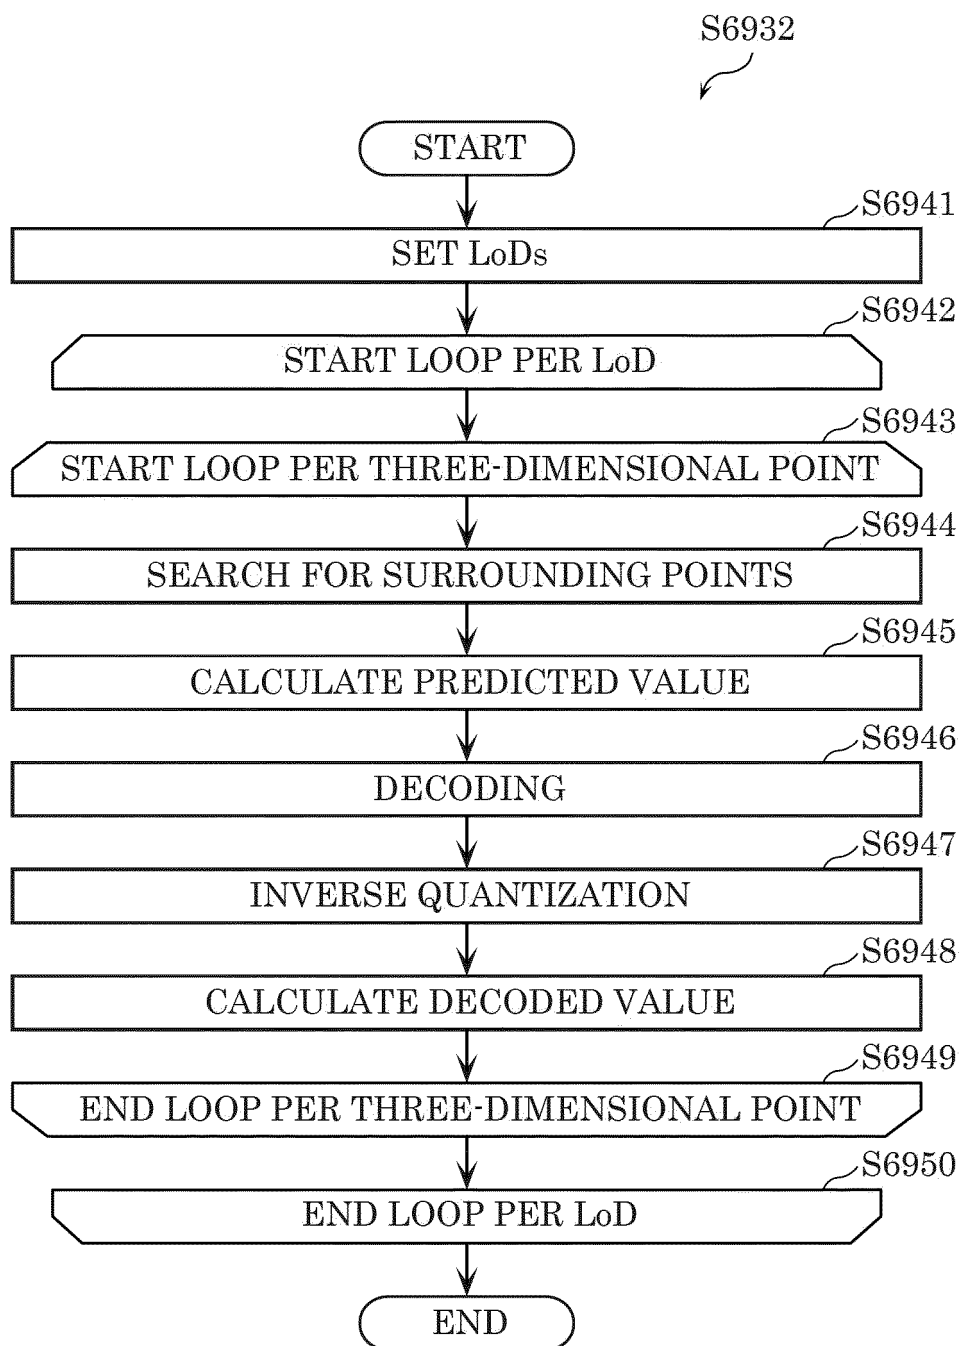 S6932
START
S6941
SET LoDs
S6942
START LOOP PER LoD
S6943
START LOOP PER THREE-DIMENSIONAL POINT
S6944
SEARCH FOR SURROUNDING POINTS
S6945
CALCULATE PREDICTED VALUE
S6946
DECODING
S6947
INVERSE QUANTIZATION
S6948
CALCULATE DECODED VALUE
S6949
END LOOP PER THREE-DIMENSIONAL POINT
S6950
END LOOP PER LoD
END